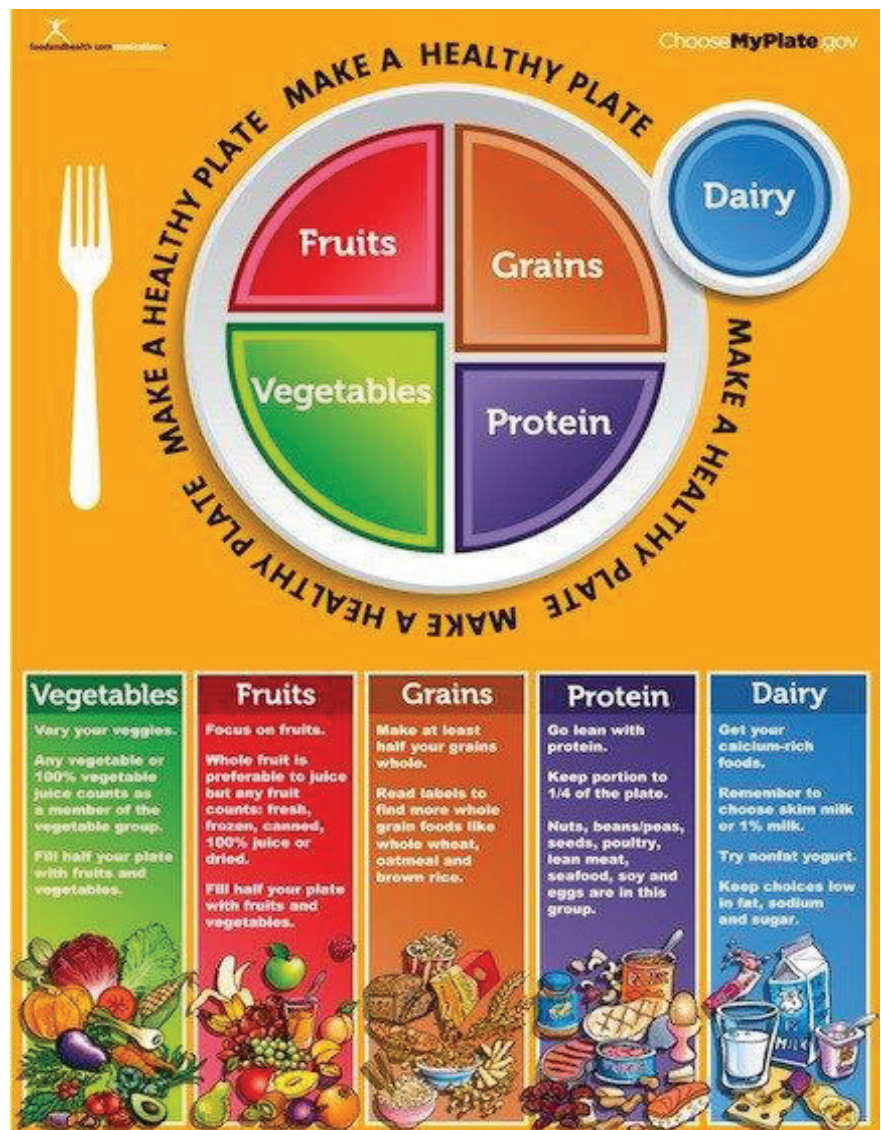 foodandhealth.com
ChooseMyPlate.gov
MAKE A HEALTHY PLATE
MAKE A HEALTHY PLATE
MAKE A HEALTHY PLATE
MAKE A HEALTHY PLATE
MAKE A HEALTHY PLATE
Dairy
Fruits
Grains
Vegetables
Protein
Vegetables
Vary your veggies.
Any vegetable or
100% vegetable
juice counts as
a member of the
vegetable group.
Fill half your plate
with fruits and
vegetables.
Fruits
Focus on fruits.
Whole fruit is
preferable to juice
but any fruit
counts: fresh,
frozen, canned,
100% juice or
dried.
Fill half your plate
with fruits and
vegetables.
Grains
Make at least
half your grains
whole.
Read labels to
find more whole
grain foods like
whole wheat,
oatmeal and
brown rice.
Protein
Go lean with
protein.
Keep portion to
1/4 of the plate.
Nuts, beans/peas,
seeds, poultry,
lean meat,
seafood, soy and
eggs are in this
group.
Dairy
Get your
calcium-rich
foods.
Remember to
choose skim milk
or 1% milk.
Try nonfat yogurt.
Keep choices low
in fat, sodium
and sugar.
MILK